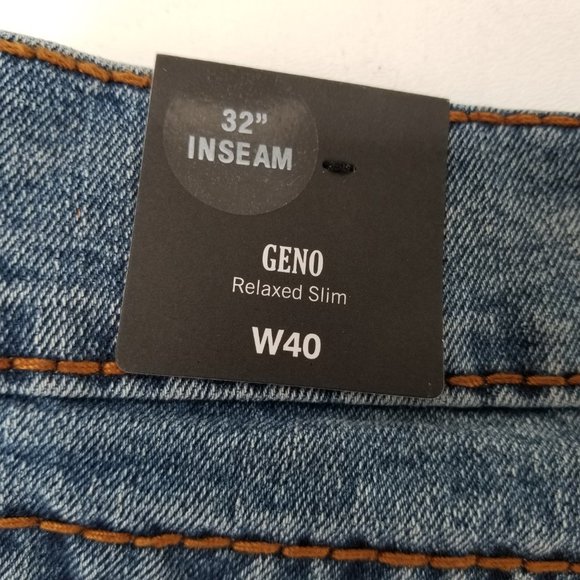 32”
INSEAM
GENO
Relaxed Slim
W40